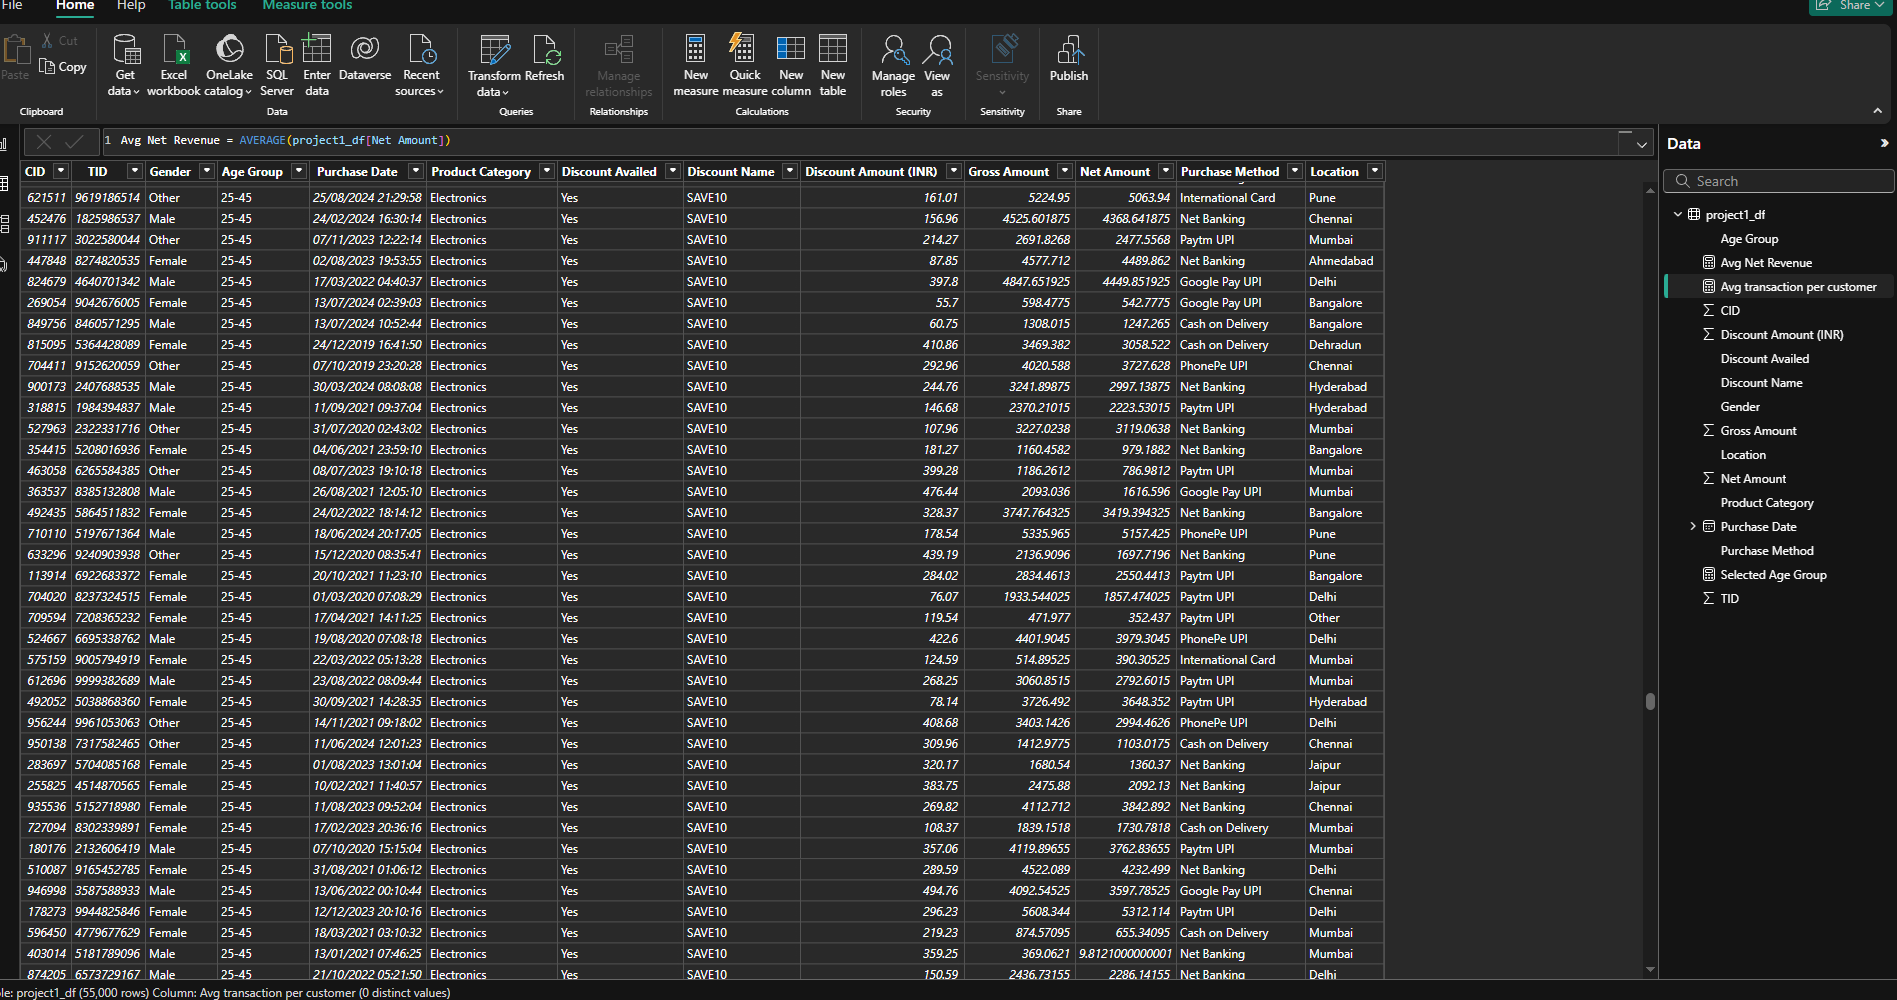 File Home Help Table tools Measure tools Share
Paste Cut Copy Get data Excel workbook OneLake catalog SQL Server Enter data Dataverse Recent sources Transform data Refresh Manage relationships New measure Quick measure New column New table Manage roles View as Sensitivity Publish
Clipboard Data Queries Relationships Calculations Security Sensitivity Share
1 Avg Net Revenue = AVERAGE(project1_df[Net Amount])
CID TID Gender Age Group Purchase Date Product Category Discount Availed Discount Name Discount Amount (INR) Gross Amount Net Amount Purchase Method Location
621511 9619186514 Other 25-45 25/08/2024 21:29:58 Electronics Yes SAVE10 161.01 5224.95 5063.94 International Card Pune
452476 1825986537 Male 25-45 24/02/2024 16:30:14 Electronics Yes SAVE10 156.96 4525.601875 4368.641875 Net Banking Chennai
911117 3022580044 Other 25-45 07/11/2023 12:22:14 Electronics Yes SAVE10 214.27 2691.8268 2477.5568 Paytm UPI Mumbai
447848 8274820535 Female 25-45 02/08/2023 19:53:55 Electronics Yes SAVE10 87.85 4577.712 4489.862 Net Banking Ahmedabad
824679 4640701342 Male 25-45 17/03/2022 04:40:37 Electronics Yes SAVE10 397.8 4847.651925 4449.851925 Google Pay UPI Delhi
269054 9042676005 Female 25-45 13/07/2024 02:39:03 Electronics Yes SAVE10 55.7 598.4775 542.7775 Google Pay UPI Bangalore
849756 8460571295 Male 25-45 13/07/2024 10:52:44 Electronics Yes SAVE10 60.75 1308.015 1247.265 Cash on Delivery Bangalore
815095 5364428089 Female 25-45 24/12/2019 16:41:50 Electronics Yes SAVE10 410.86 3469.382 3058.522 Cash on Delivery Dehradun
704411 9152620059 Other 25-45 07/10/2019 23:20:28 Electronics Yes SAVE10 292.96 4020.588 3727.628 PhonePe UPI Chennai
900173 2407688535 Male 25-45 30/03/2024 08:08:08 Electronics Yes SAVE10 244.76 3241.89875 2997.13875 Net Banking Hyderabad
318815 1984394837 Male 25-45 11/09/2021 09:37:04 Electronics Yes SAVE10 146.68 2370.21015 2223.53015 Paytm UPI Hyderabad
527963 2322331716 Other 25-45 31/07/2020 02:43:02 Electronics Yes SAVE10 107.96 3227.0238 3119.0638 Net Banking Mumbai
354415 5208016936 Female 25-45 04/06/2021 23:59:10 Electronics Yes SAVE10 181.27 1160.4582 979.1882 Net Banking Bangalore
463058 6265584385 Other 25-45 08/07/2023 19:10:18 Electronics Yes SAVE10 399.28 1186.2612 786.9812 Paytm UPI Mumbai
363537 8385132808 Male 25-45 26/08/2021 12:05:10 Electronics Yes SAVE10 476.44 2093.036 1616.596 Google Pay UPI Mumbai
492435 5864511832 Female 25-45 24/02/2022 18:14:12 Electronics Yes SAVE10 328.37 3747.764325 3419.394325 Net Banking Bangalore
710110 5197671364 Male 25-45 18/06/2024 20:17:05 Electronics Yes SAVE10 178.54 5335.965 5157.425 PhonePe UPI Pune
633296 9240903938 Other 25-45 15/12/2020 08:35:41 Electronics Yes SAVE10 439.19 2136.9096 1697.7196 Net Banking Pune
113914 6922683372 Female 25-45 20/10/2021 11:23:10 Electronics Yes SAVE10 284.02 2834.4613 2550.4413 Paytm UPI Bangalore
704020 8237324515 Female 25-45 01/03/2020 07:08:29 Electronics Yes SAVE10 76.07 1933.544025 1857.474025 Paytm UPI Delhi
709594 7208365232 Female 25-45 17/04/2021 14:11:25 Electronics Yes SAVE10 119.54 471.977 352.437 Paytm UPI Other
524667 6695338762 Male 25-45 19/08/2020 07:08:18 Electronics Yes SAVE10 422.6 4401.9045 3979.3045 PhonePe UPI Delhi
575159 9005794919 Female 25-45 22/03/2022 05:13:28 Electronics Yes SAVE10 124.59 514.89525 390.30525 International Card Mumbai
612696 9999382689 Male 25-45 23/08/2022 08:09:44 Electronics Yes SAVE10 268.25 3060.8515 2792.6015 Paytm UPI Mumbai
492052 5038868360 Female 25-45 30/09/2021 14:28:35 Electronics Yes SAVE10 78.14 3726.492 3648.352 Paytm UPI Hyderabad
956244 9961053063 Other 25-45 14/11/2021 09:18:02 Electronics Yes SAVE10 408.68 3403.1426 2994.4626 PhonePe UPI Delhi
950138 7317582465 Other 25-45 11/06/2024 12:01:23 Electronics Yes SAVE10 309.96 1412.9775 1103.0175 Cash on Delivery Chennai
283697 5704085168 Female 25-45 01/08/2023 13:01:04 Electronics Yes SAVE10 320.17 1680.54 1360.37 Net Banking Jaipur
255825 4514870565 Female 25-45 10/02/2021 11:40:57 Electronics Yes SAVE10 383.75 2475.88 2092.13 Net Banking Jaipur
935536 5152718980 Female 25-45 11/08/2023 09:52:04 Electronics Yes SAVE10 269.82 4112.712 3842.892 Net Banking Chennai
727094 8302339891 Female 25-45 17/02/2023 20:36:16 Electronics Yes SAVE10 108.37 1839.1518 1730.7818 Cash on Delivery Mumbai
180176 2132606419 Male 25-45 07/10/2020 15:15:04 Electronics Yes SAVE10 357.06 4119.89655 3762.83655 Paytm UPI Mumbai
510087 9165452785 Female 25-45 31/08/2021 01:06:12 Electronics Yes SAVE10 289.59 4522.089 4232.499 Net Banking Delhi
946998 3587588933 Male 25-45 13/06/2022 00:10:44 Electronics Yes SAVE10 494.76 4092.54525 3597.78525 Google Pay UPI Chennai
178273 9944825846 Female 25-45 12/12/2023 20:10:16 Electronics Yes SAVE10 296.23 5608.344 5312.114 Paytm UPI Delhi
596450 4779677629 Female 25-45 18/03/2021 03:10:32 Electronics Yes SAVE10 219.23 874.57095 655.34095 Cash on Delivery Mumbai
403014 5181789096 Male 25-45 13/01/2021 07:46:25 Electronics Yes SAVE10 359.25 369.0621 9.8121000000001 Net Banking Mumbai
874205 6573729167 Male 25-45 21/10/2022 05:21:50 Electronics Yes SAVE10 150.59 2436.73155 2286.14155 Net Banking Delhi
Data
Search
project1_df
Age Group
Avg Net Revenue
Avg transaction per customer
CID
Discount Amount (INR)
Discount Availed
Discount Name
Gender
Gross Amount
Location
Net Amount
Product Category
Purchase Date
Purchase Method
Selected Age Group
TID
le: project1_df (55,000 rows) Column: Avg transaction per customer (0 distinct values)